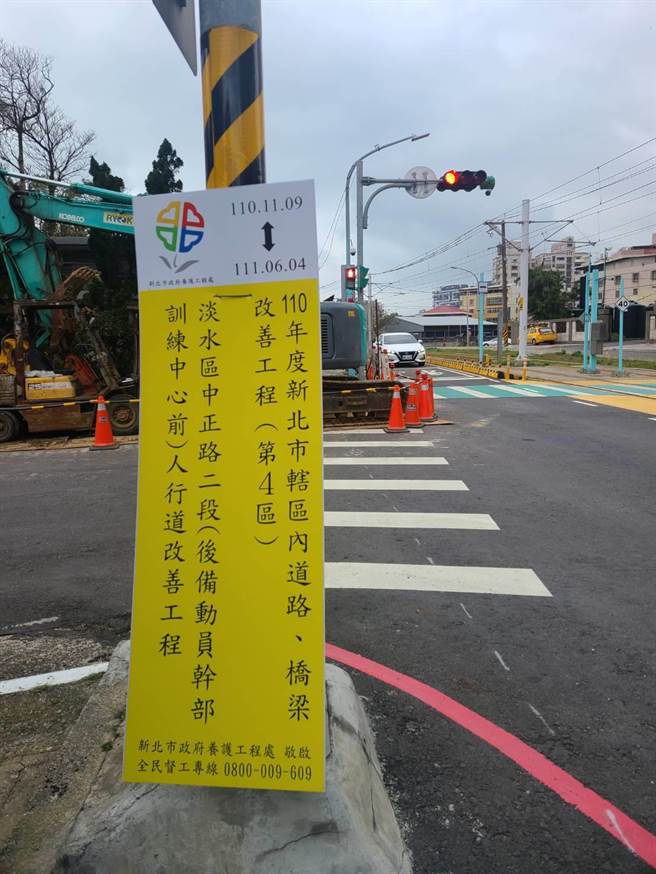 110.11.09
111.06.04
新北市政府養護工程處
110年度新北市轄區內道路、橋梁
改善工程（第4區）
淡水區中正路二段(後備動員幹部
訓練中心前)人行道改善工程
新北市政府養護工程處 敬啟
全民督工專線 0800-009-609
KOBELCO
40